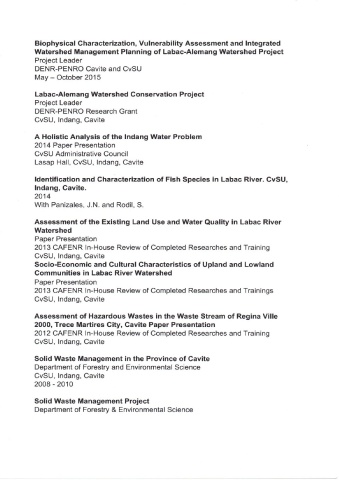 Biophysical Characterization, Vulnerability Assessment and Integrated
Watershed Management Planning of Labac-Alemang Watershed Project
Project Leader
DENR-PENRO Cavite and CvSU
May – October 2015
Labac-Alemang Watershed Conservation Project
Project Leader
DENR-PENRO Research Grant
CvSU, Indang, Cavite
A Holistic Analysis of the Indang Water Problem
2014 Paper Presentation
CvSU Administrative Council
Lasap Hall, CvSU, Indang, Cavite
Identification and Characterization of Fish Species in Labac River. CvSU,
Indang, Cavite.
2014
With Panizales, J.N. and Rodil, S.
Assessment of the Existing Land Use and Water Quality in Labac River
Watershed
Paper Presentation
2013 CAFENR In-House Review of Completed Researches and Training
CvSU, Indang, Cavite
Socio-Economic and Cultural Characteristics of Upland and Lowland
Communities in Labac River Watershed
Paper Presentation
2013 CAFENR In-House Review of Completed Researches and Trainings
CvSU, Indang, Cavite
Assessment of Hazardous Wastes in the Waste Stream of Regina Ville
2000, Trece Martires City, Cavite Paper Presentation
2012 CAFENR In-House Review of Completed Researches and Training
CvSU, Indang, Cavite
Solid Waste Management in the Province of Cavite
Department of Forestry and Environmental Science
CvSU, Indang, Cavite
2008 - 2010
Solid Waste Management Project
Department of Forestry & Environmental Science